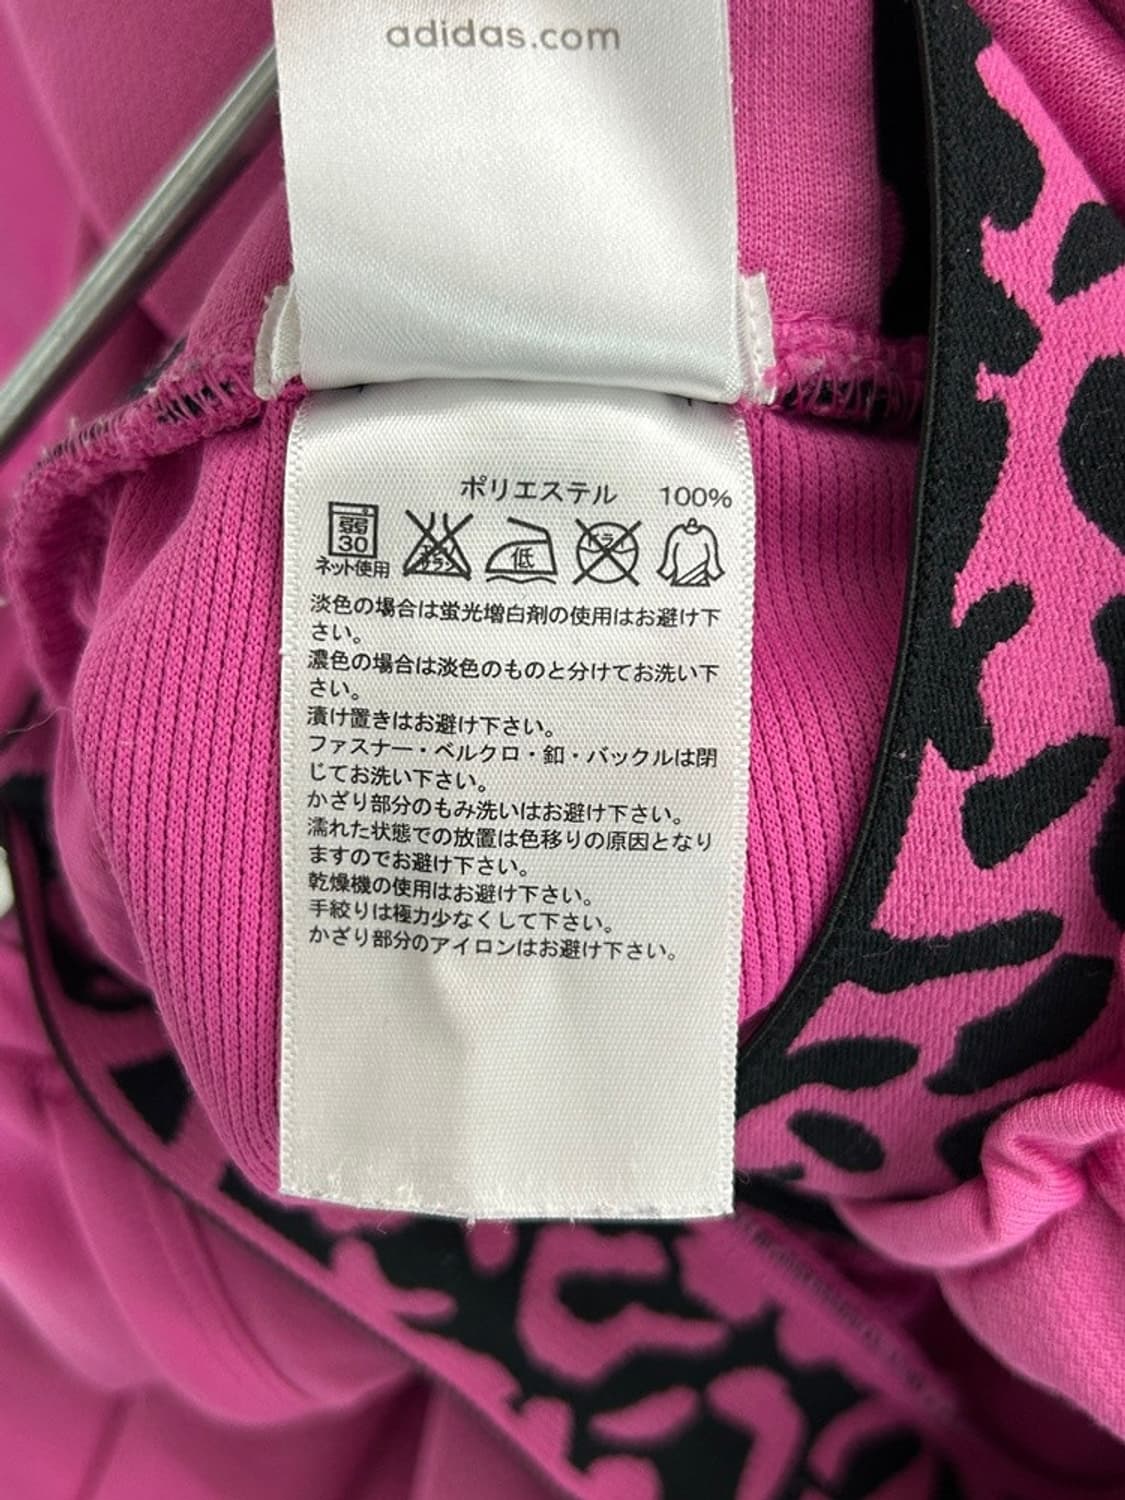 adidas.com
ポリエステル 100%
弱
30
ネット使用
エンソ
サラシ
低
ドライ
淡色の場合は蛍光増白剤の使用はお避け下
さい。
濃色の場合は淡色のものと分けてお洗い下
さい。
漬け置きはお避け下さい。
ファスナー・ベルクロ・釦・バックルは閉
じてお洗い下さい。
かざり部分のもみ洗いはお避け下さい。
濡れた状態での放置は色移りの原因となり
ますのでお避け下さい。
乾燥機の使用はお避け下さい。
手絞りは極力少なくして下さい。
かざり部分のアイロンはお避け下さい。